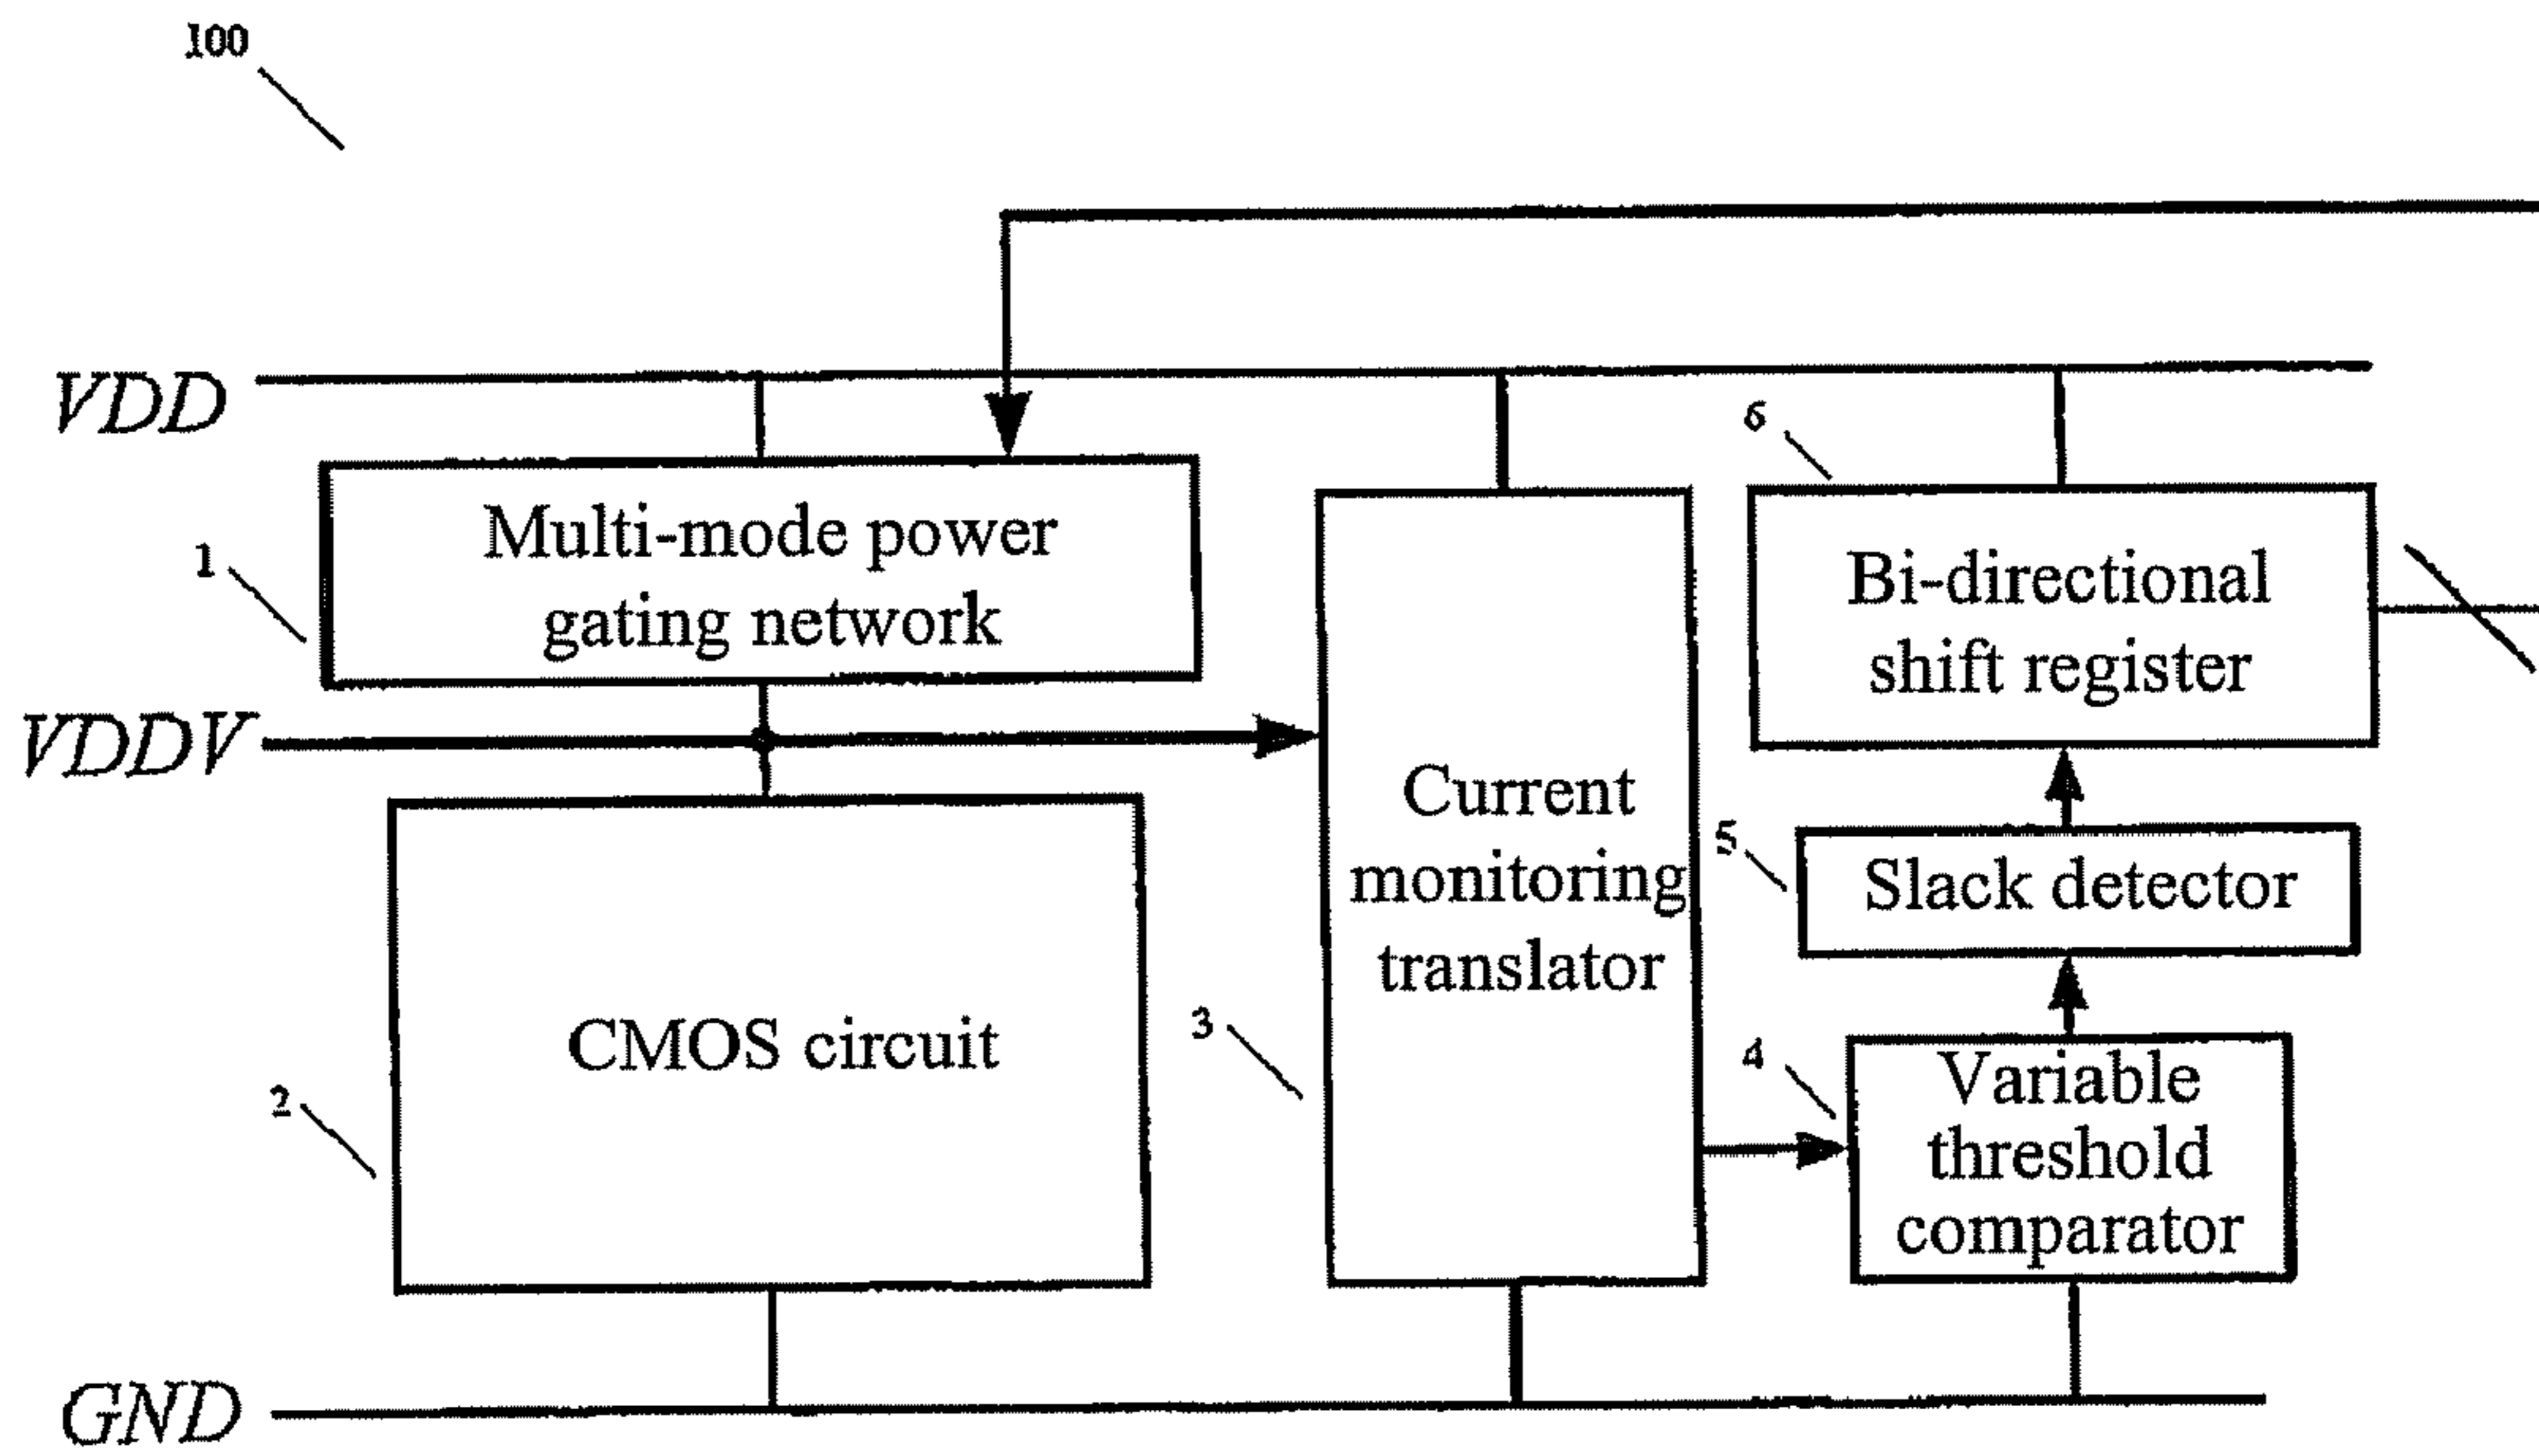 100
VDD
6
Multi-mode power
gating network
1
Bi-directional
shift register
VDDV
Current
monitoring
translator
5
Slack detector
CMOS circuit
2
3
4
Variable
threshold
comparator
GND